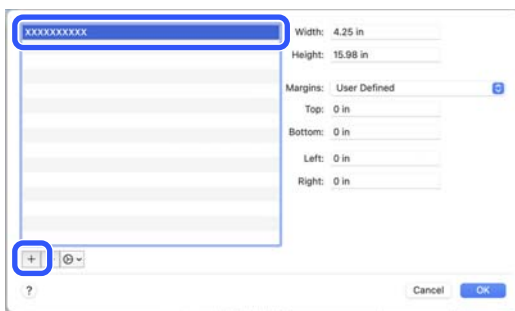 XXXXXXXXXX
Width: 4.25 in
Height: 15.98 in
Margins: User Defined
Top: 0 in
Bottom: 0 in
Left: 0 in
Right: 0 in
+
?
Cancel OK